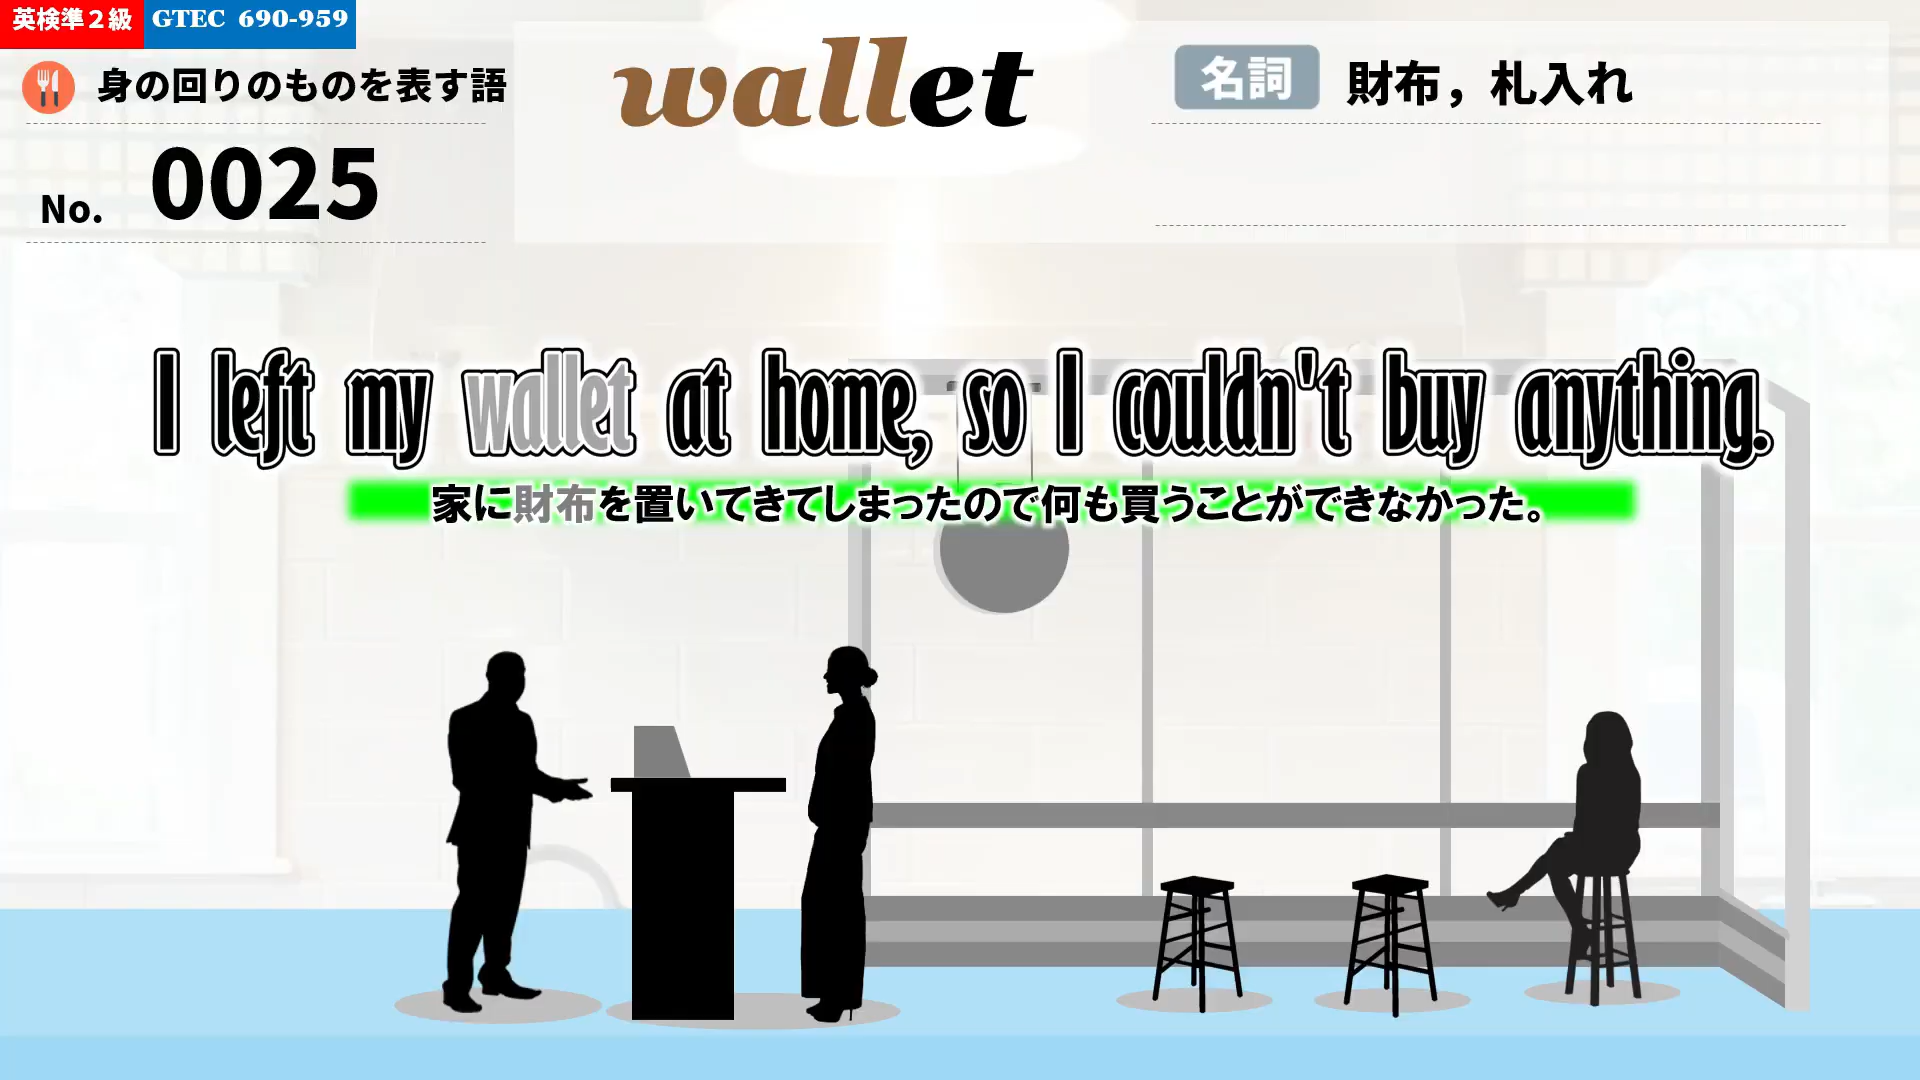 英検準２級
GTEC 690-959
身の回りのものを表す語
No. 0025
wallet
名詞 財布，札入れ
I left my wallet at home, so I couldn't buy anything.
家に財布を置いてきてしまったので何も買うことができなかった。